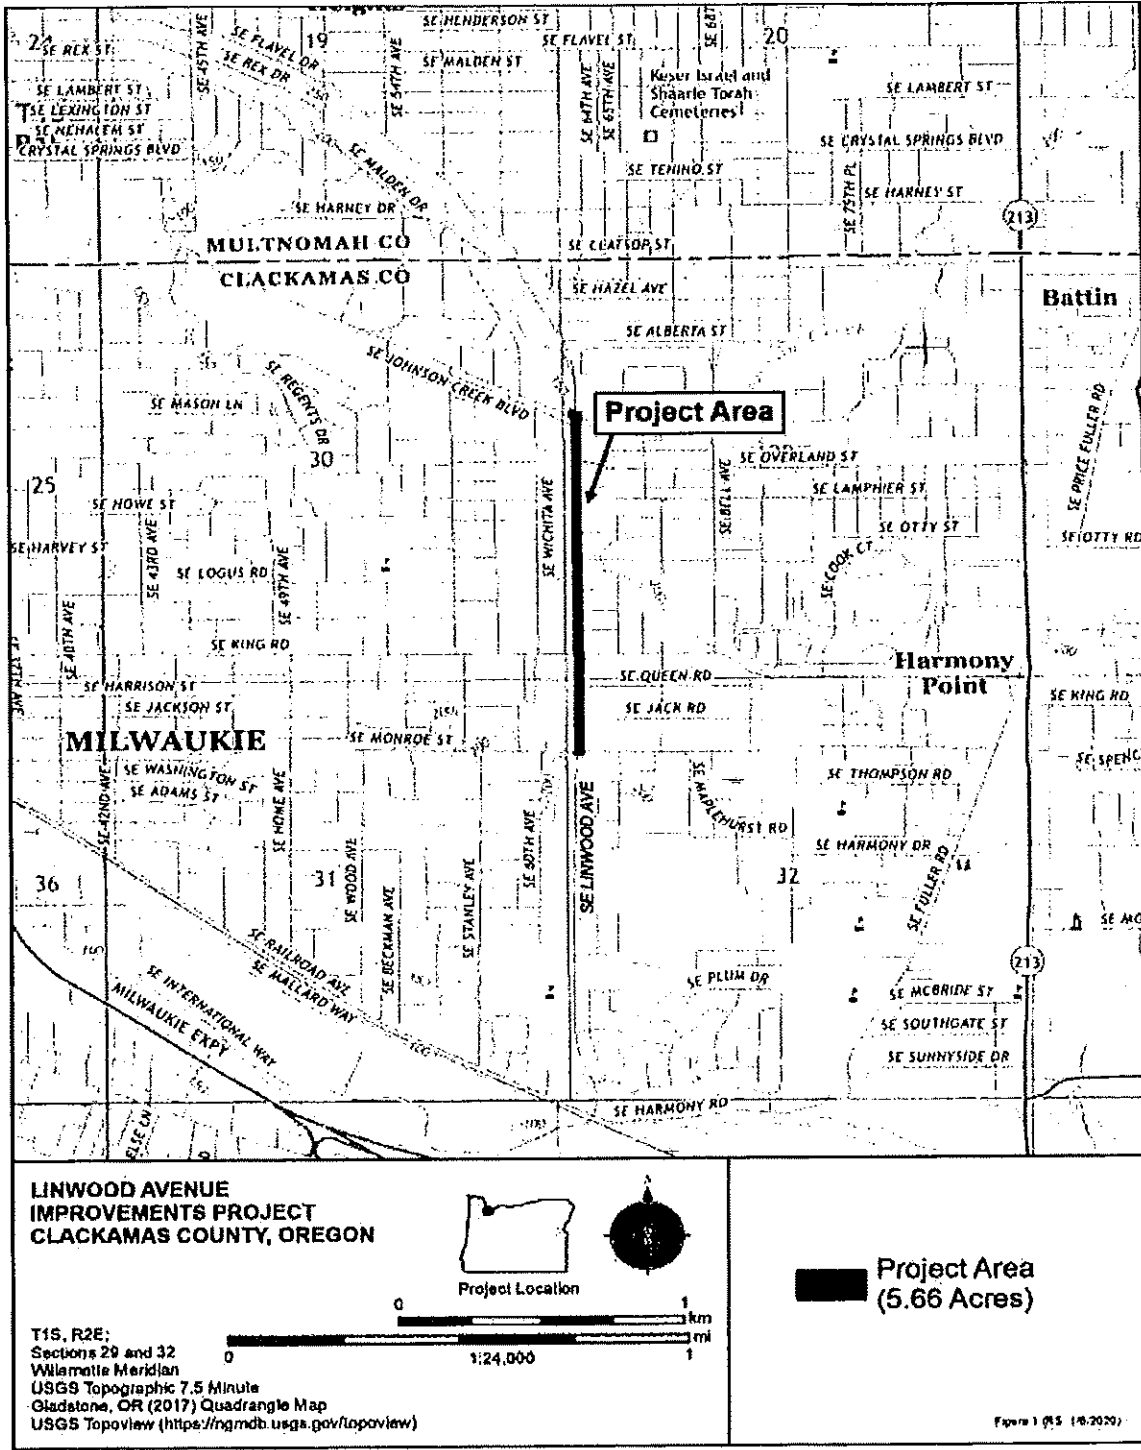 SE HENDERSON ST
SE FLAVEL ST
SE FLAVEL DR
SE REX DR
SE REX ST
19
20
SE 45TH AVE
SE 54TH AVE
SE MALDEN ST
SE 64TH AVE
SE 65TH AVE
Keser Israel and
Shaarie Torah
Cemeteries
SE LAMBERT ST
SE LEXINGTON ST
SE NEHALEM ST
CRYSTAL SPRINGS BLVD
SE LAMBERT ST
SE CRYSTAL SPRINGS BLVD
SE MALDEN DR
SE TENINO ST
SE 75TH PL
SE HARNEY ST
SE HARNEY DR
213
MULTNOMAH CO
CLACKAMAS CO
SE CLATSOP ST
SE HAZEL AVE
Battin
SE ALBERTA ST
SE JOHNSON CREEK BLVD
SE REGENTS DR
SE MASON LN
Project Area
SE PRICE FULLER RD
30
25
SE OVERLAND ST
SE LAMPHIER ST
SE OTTY ST
SE OTTY RD
SE BELL AVE
SE WICHITA AVE
SE HOWE ST
SE HARVEY ST
SE 43RD AVE
SE LOGUS RD
SE 49TH AVE
SE COOK CT
SE 40TH AVE
SE KING RD
SE HARRISON ST
SE JACKSON ST
SE QUEEN RD
SE JACK RD
Harmony
Point
SE KING RD
MILWAUKIE
SE MONROE ST
SE WASHINGTON ST
SE ADAMS ST
SE THOMPSON RD
SE SPENC
SE MAPLEHURST RD
SE 42ND AVE
SE HOME AVE
SE WOOD AVE
SE BECKMAN AVE
SE STANLEY AVE
SE 60TH AVE
SE LINWOOD AVE
SE HARMONY DR
SE FULLER RD
36
31
32
SE MC
213
SE RAILROAD AVE
SE MALLARD WAY
SE INTERNATIONAL WAY
MILWAUKIE EXPY
SE PLUM DR
SE MCBRIDE ST
SE SOUTHGATE ST
SE SUNNYSIDE DR
SE HARMONY RD
ELSE LN
LINWOOD AVENUE
IMPROVEMENTS PROJECT
CLACKAMAS COUNTY, OREGON
Project Location
N
0 1
km
mi
0 1:24,000 1
T1S, R2E;
Sections 29 and 32
Willamette Meridian
USGS Topographic 7.5 Minute
Gladstone, OR (2017) Quadrangle Map
USGS Topoview (https://ngmdb.usgs.gov/topoview)
Project Area
(5.66 Acres)
Figure 1 (RS 1/6/2020)